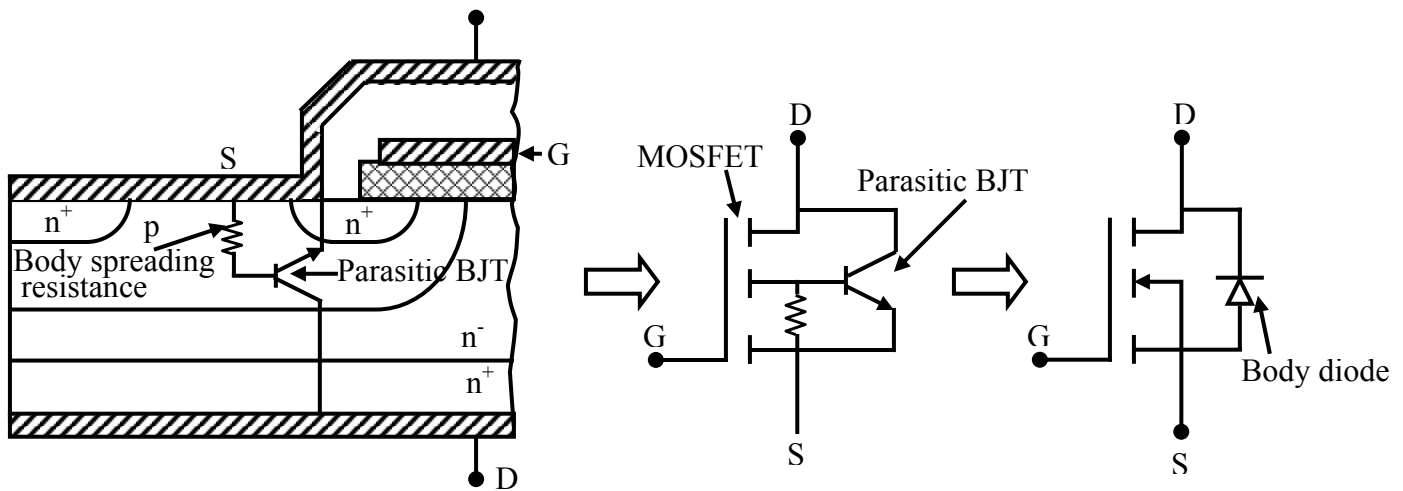 S
G
n⁺
p
n⁺
Body spreading
resistance
Parasitic BJT
n⁻
n⁺
D
D
MOSFET
Parasitic BJT
G
S
D
G
Body diode
S